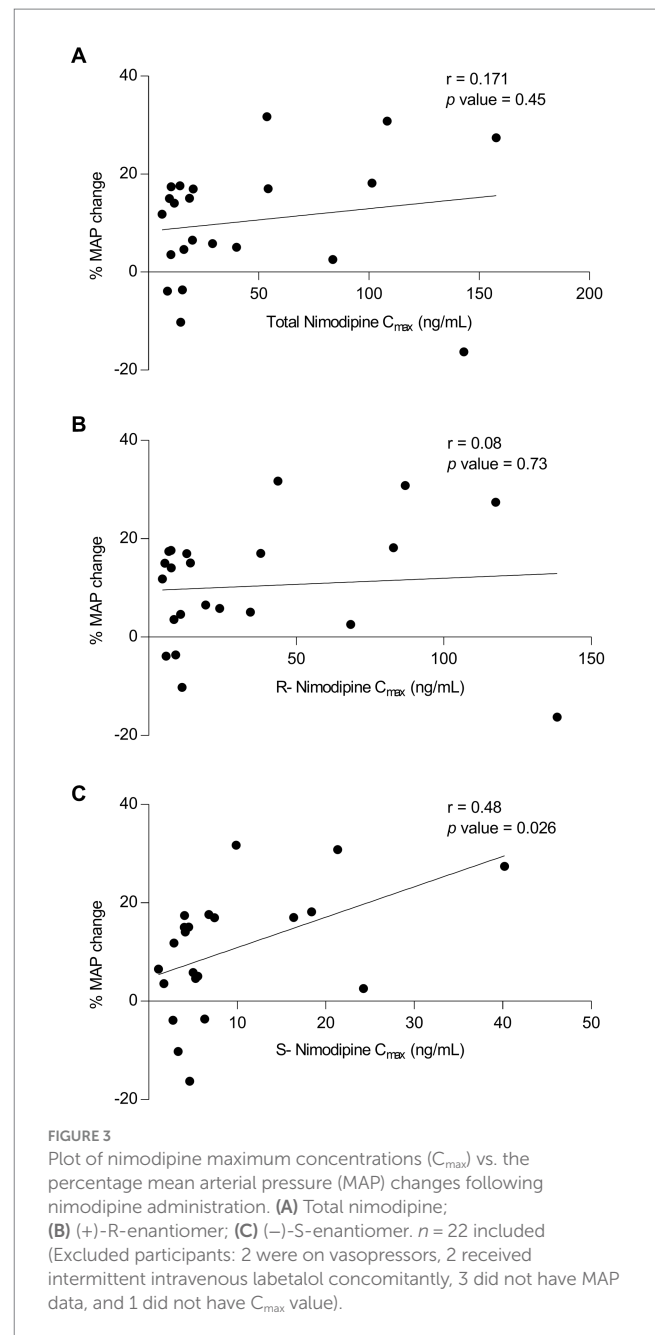 A
40
r = 0.171
p value = 0.45
20
% MAP change
0
50
100
150
200
Total Nimodipine Cmax (ng/mL)
-20
B
40
r = 0.08
p value = 0.73
20
% MAP change
0
50
100
150
R- Nimodipine Cmax (ng/mL)
-20
C
40
r = 0.48
p value = 0.026
20
% MAP change
0
10
20
30
40
50
S- Nimodipine Cmax (ng/mL)
-20
FIGURE 3
Plot of nimodipine maximum concentrations (Cmax) vs. the
percentage mean arterial pressure (MAP) changes following
nimodipine administration. (A) Total nimodipine;
(B) (+)-R-enantiomer; (C) (−)-S-enantiomer. n = 22 included
(Excluded participants: 2 were on vasopressors, 2 received
intermittent intravenous labetalol concomitantly, 3 did not have MAP
data, and 1 did not have Cmax value).